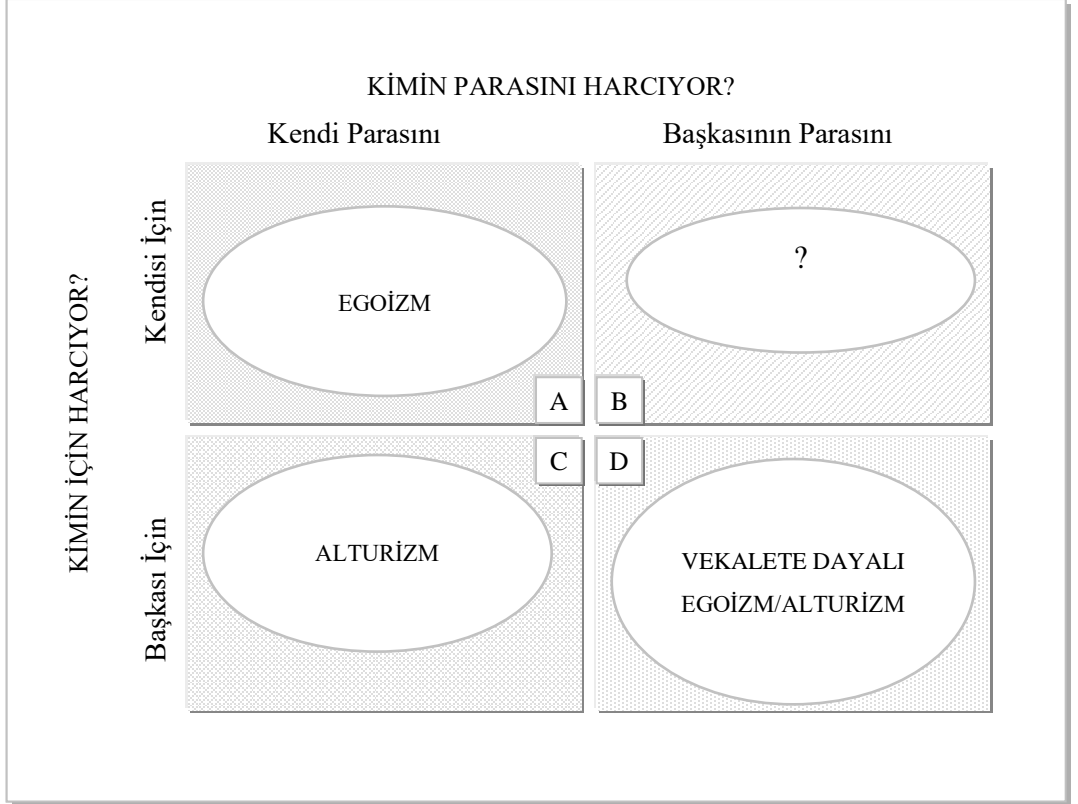 KİMİN PARASINI HARCIYOR?
Kendi Parasını
Başkasının Parasını
KİMİN İÇİN HARCIYOR?
Kendisi İçin
EGOİZM
?
A
B
Başkası İçin
C
D
ALTURİZM
VEKALETE DAYALI
EGOİZM/ALTURİZM